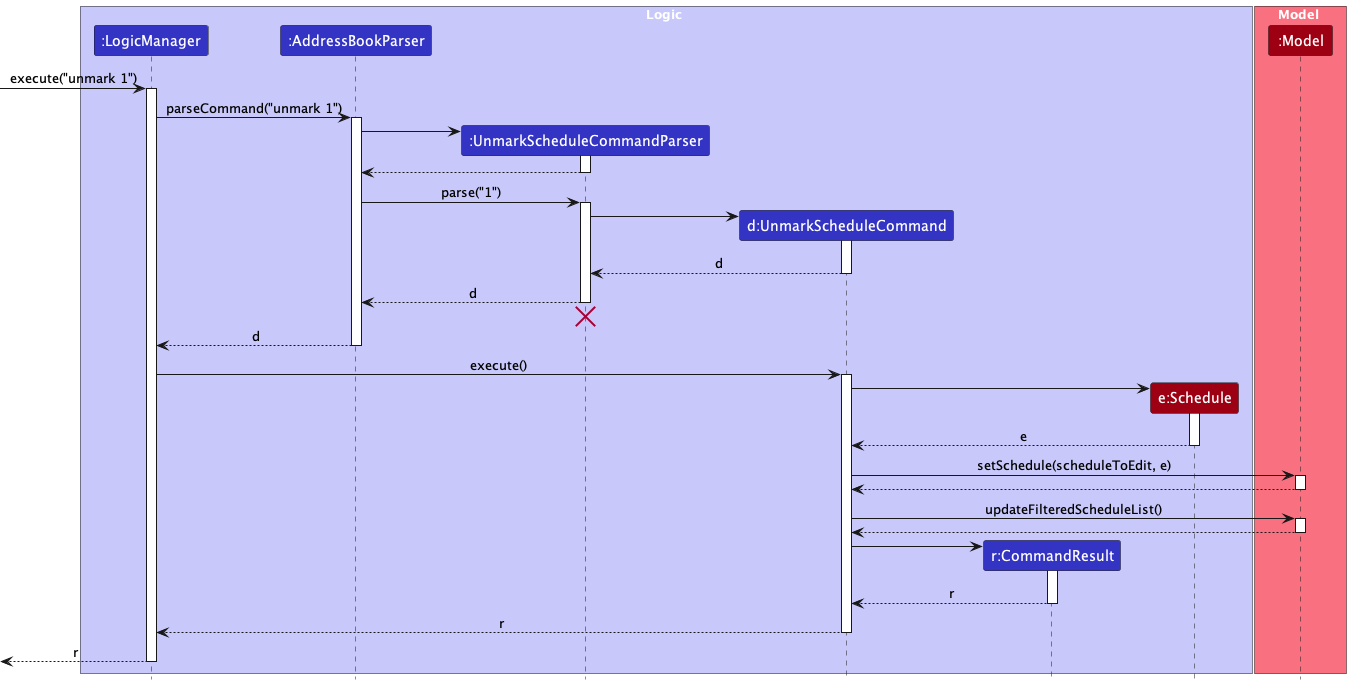 Logic
Model
:LogicManager
:AddressBookParser
:Model
execute("unmark 1")
parseCommand("unmark 1")
:UnmarkScheduleCommandParser
parse("1")
d:UnmarkScheduleCommand
d
d
d
execute()
e:Schedule
e
setSchedule(scheduleToEdit, e)
updateFilteredScheduleList()
r:CommandResult
r
r
r